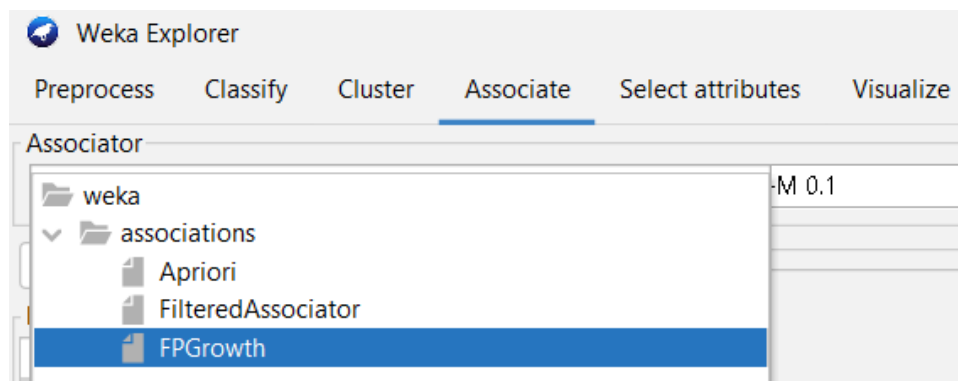 Weka Explorer
Preprocess Classify Cluster Associate Select attributes Visualize
Associator
-M 0.1
weka
associations
Apriori
FilteredAssociator
FPGrowth